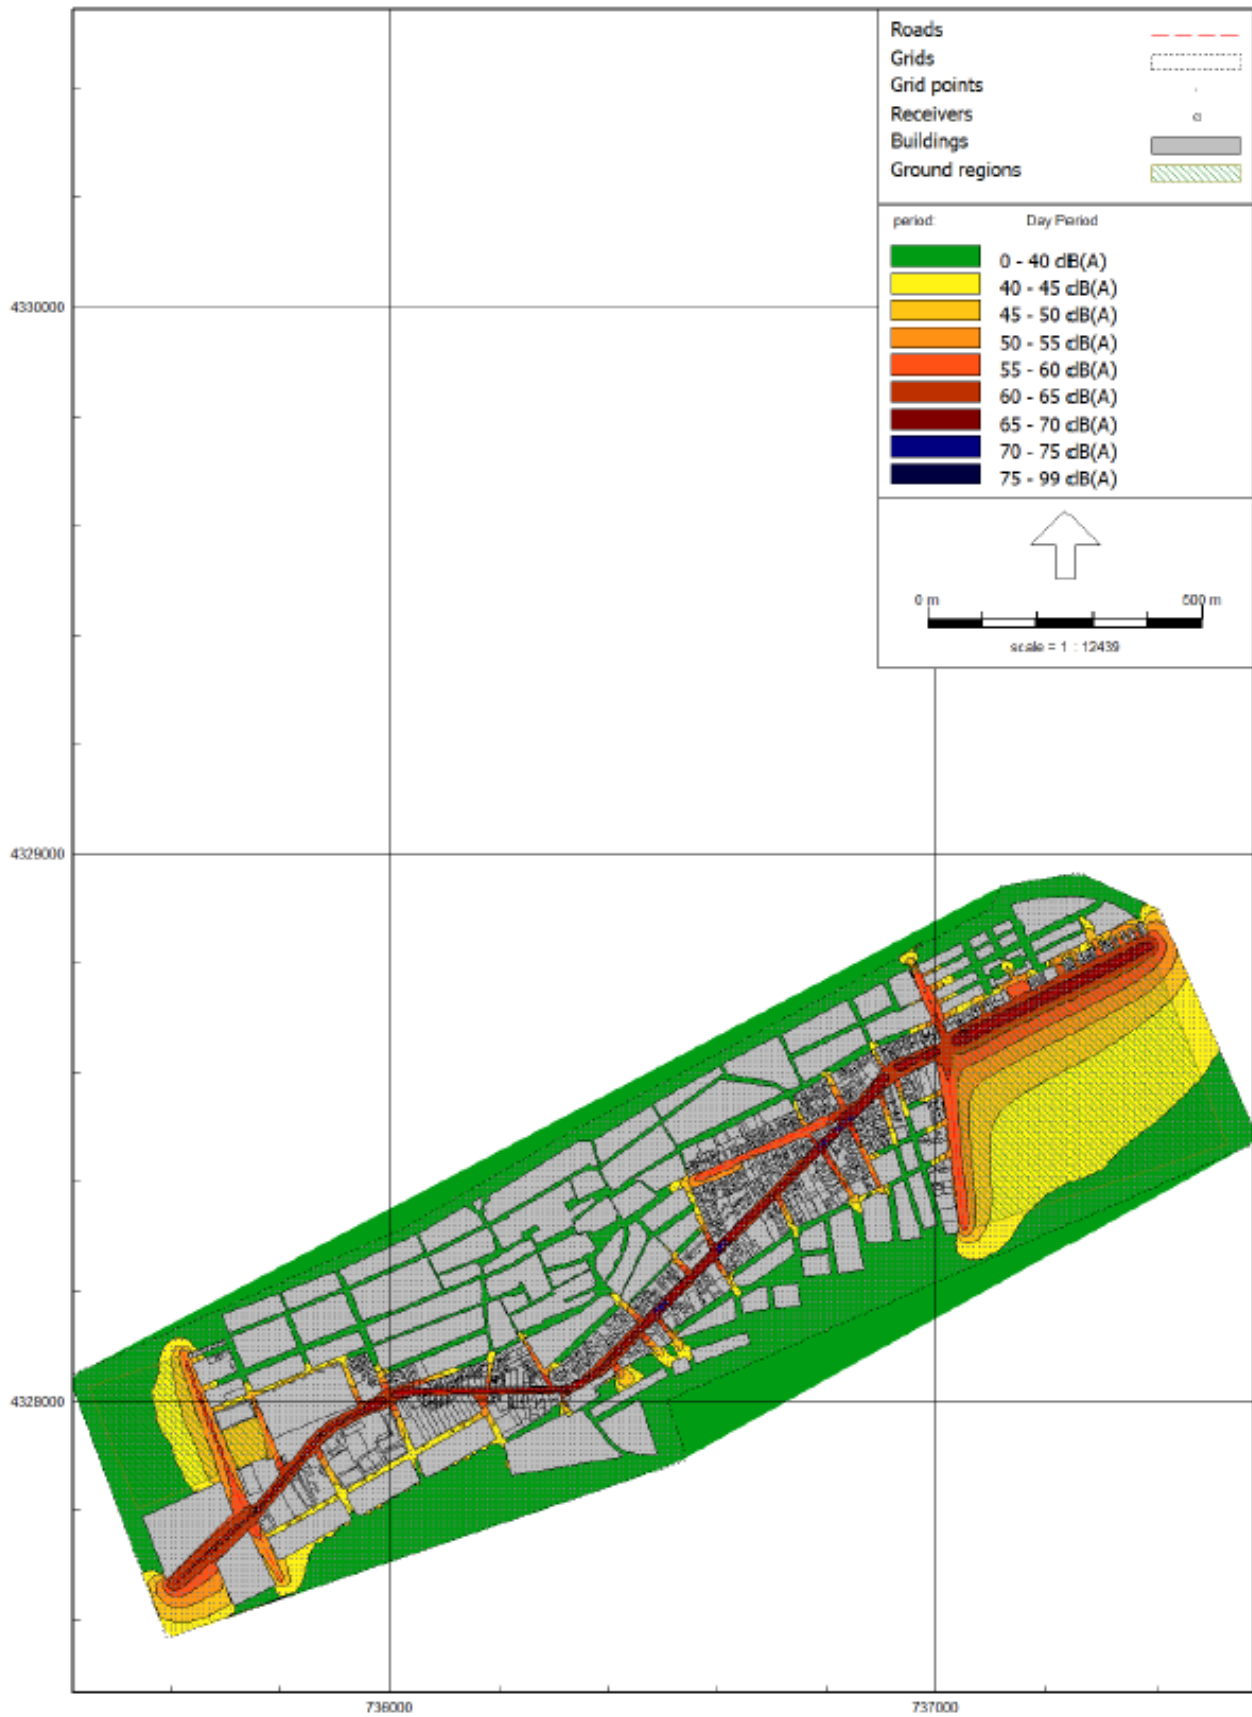 Roads
Grids
Grid points
Receivers
Buildings
Ground regions
period: Day Period
0 - 40 dB(A)
40 - 45 dB(A)
45 - 50 dB(A)
50 - 55 dB(A)
55 - 60 dB(A)
60 - 65 dB(A)
65 - 70 dB(A)
70 - 75 dB(A)
75 - 99 dB(A)
0 m 500 m
scale = 1 : 12439
4330000
4329000
4328000
736000 737000